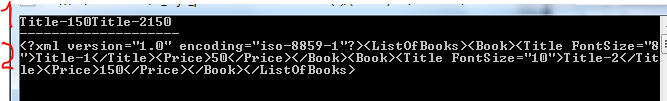 1
Title-150Title-2150
--------------------
2
<?xml version="1.0" encoding="iso-8859-1"?><ListOfBooks><Book><Title FontSize="8
">Title-1</Title><Price>50</Price></Book><Book><Title FontSize="10">Title-2</Tit
le><Price>150</Price></Book></ListOfBooks>